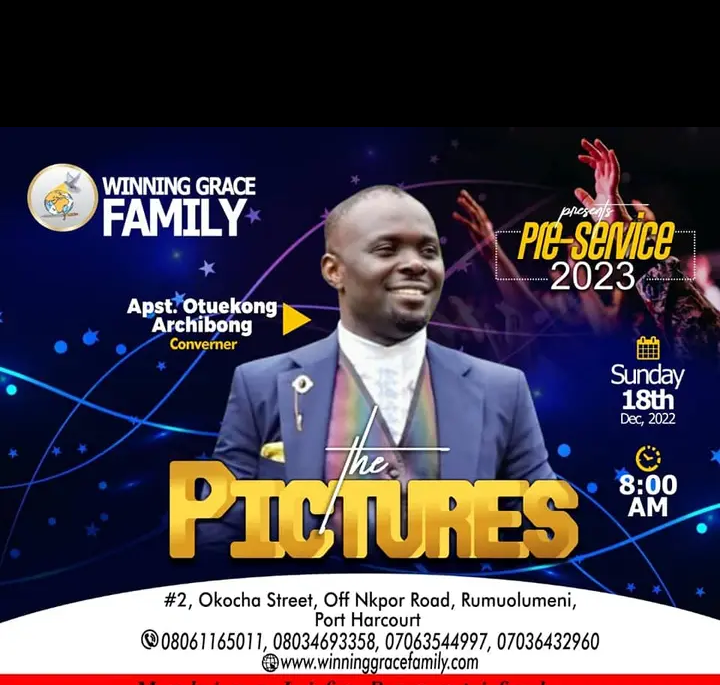 WINNING GRACE
FAMILY
presents
Pre-Service
2023
Apst. Otuekong
Archibong
Converner
Sunday
18th
Dec, 2022
8:00
AM
the
PICTURES
#2, Okocha Street, Off Nkpor Road, Rumuolumeni,
Port Harcourt
08061165011, 08034693358, 07063544997, 07036432960
www.winninggracefamily.com